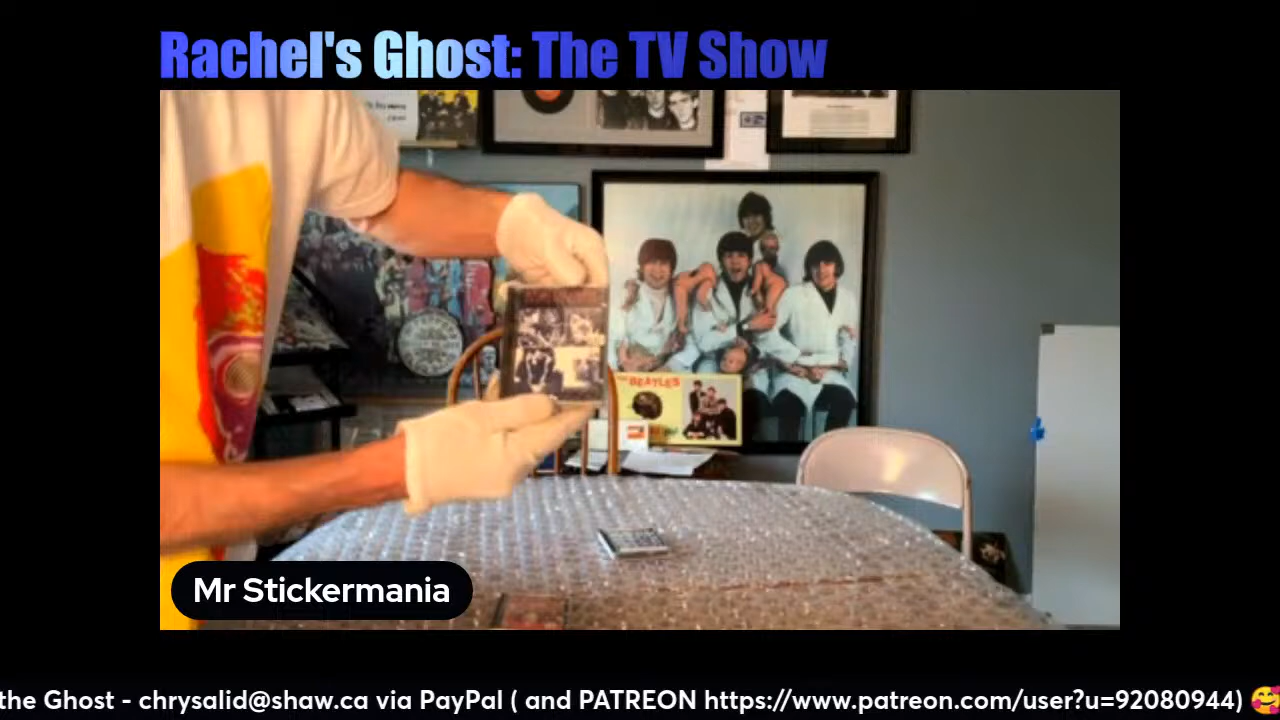 Rachel's Ghost: The TV Show
THE BEATLES
Mr Stickermania
the Ghost - chrysalid@shaw.ca via PayPal ( and PATREON https://www.patreon.com/user?u=92080944) 🥰